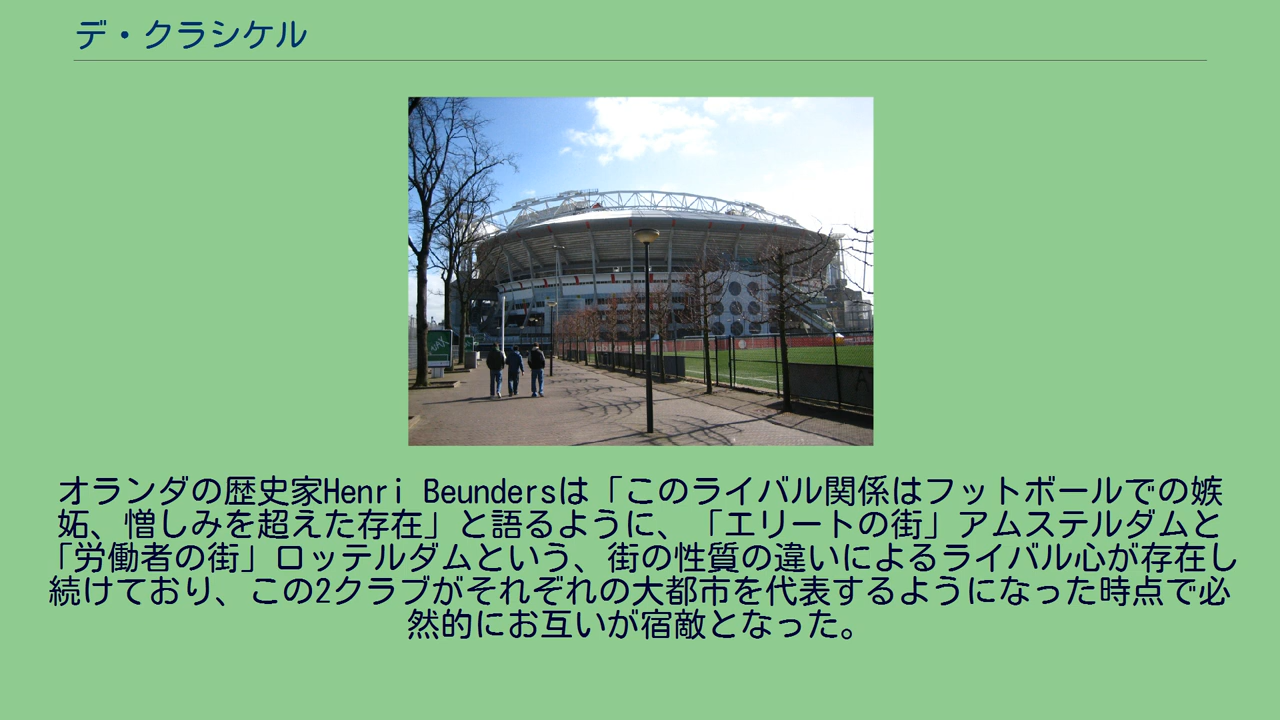 デ・クラシケル
オランダの歴史家Henri Beundersは「このライバル関係はフットボールでの嫉
妬、憎しみを超えた存在」と語るように、「エリートの街」アムステルダムと
「労働者の街」ロッテルダムという、街の性質の違いによるライバル心が存在し
続けており、この2クラブがそれぞれの大都市を代表するようになった時点で必
然的にお互いが宿敵となった。